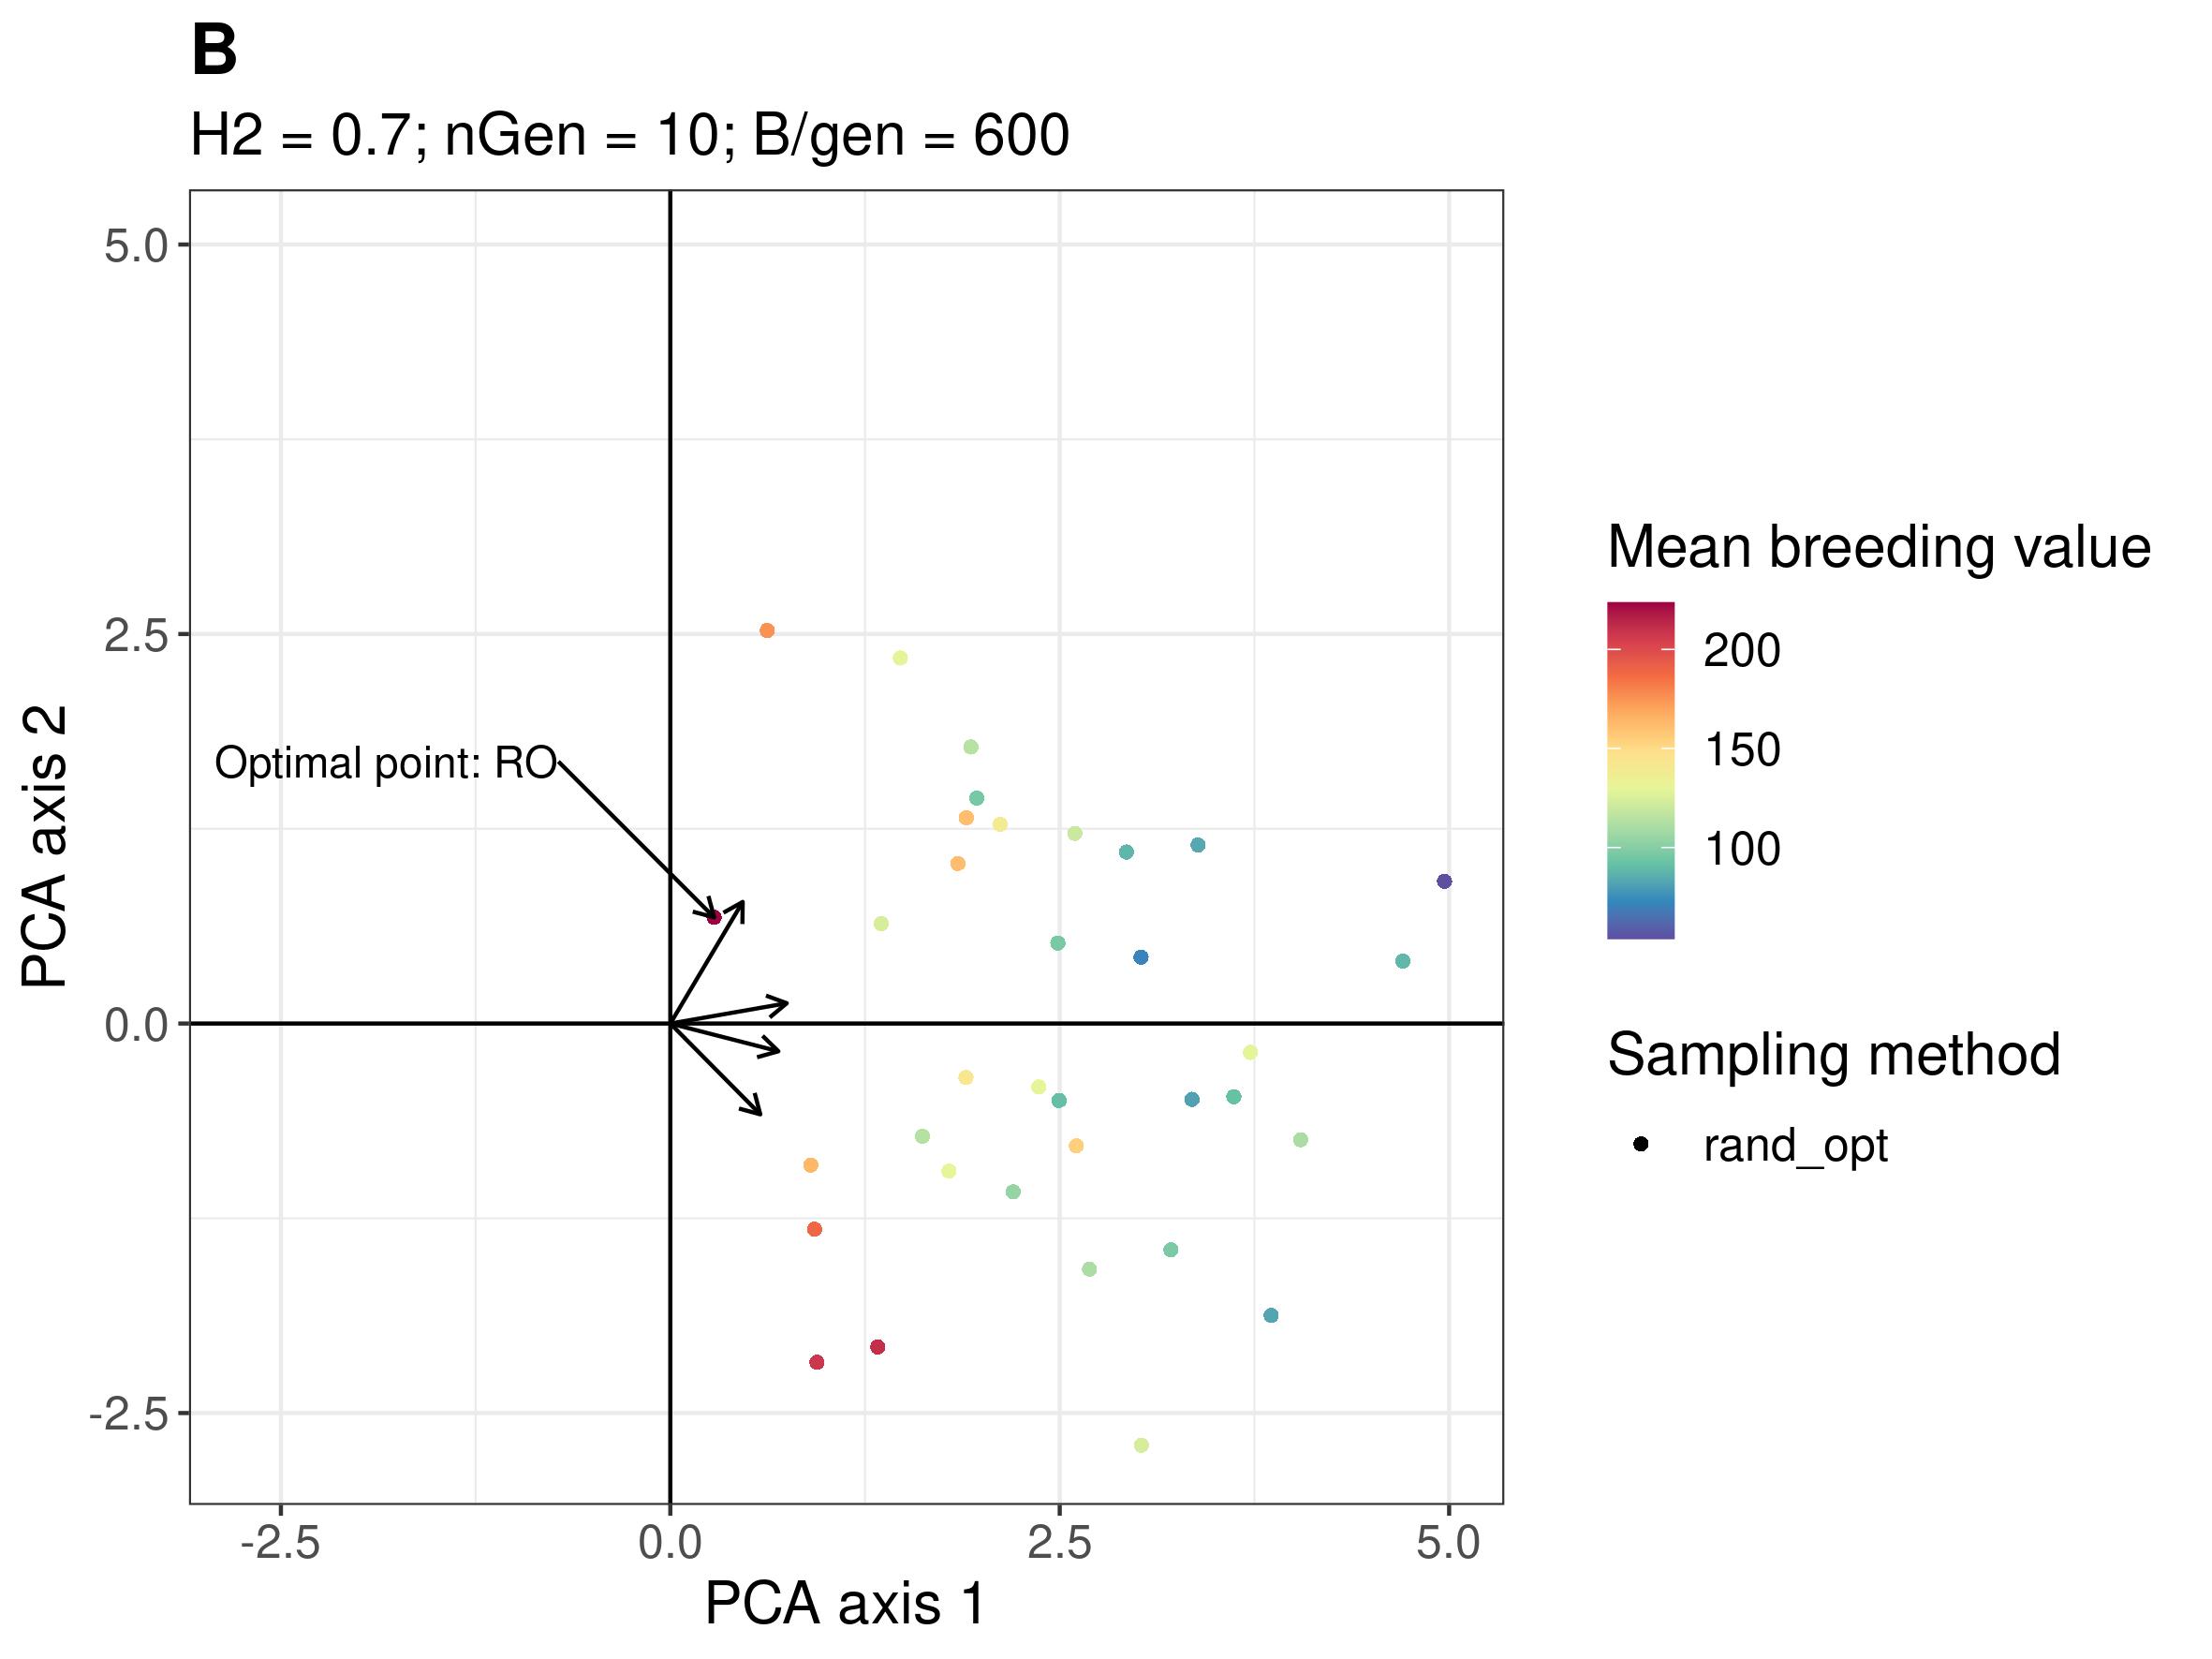 B
H2 = 0.7; nGen = 10; B/gen = 600
5.0
2.5
0.0
-2.5
PCA axis 2
Optimal point: RO
-2.5
0.0
2.5
5.0
PCA axis 1
Mean breeding value
200
150
100
Sampling method
rand_opt